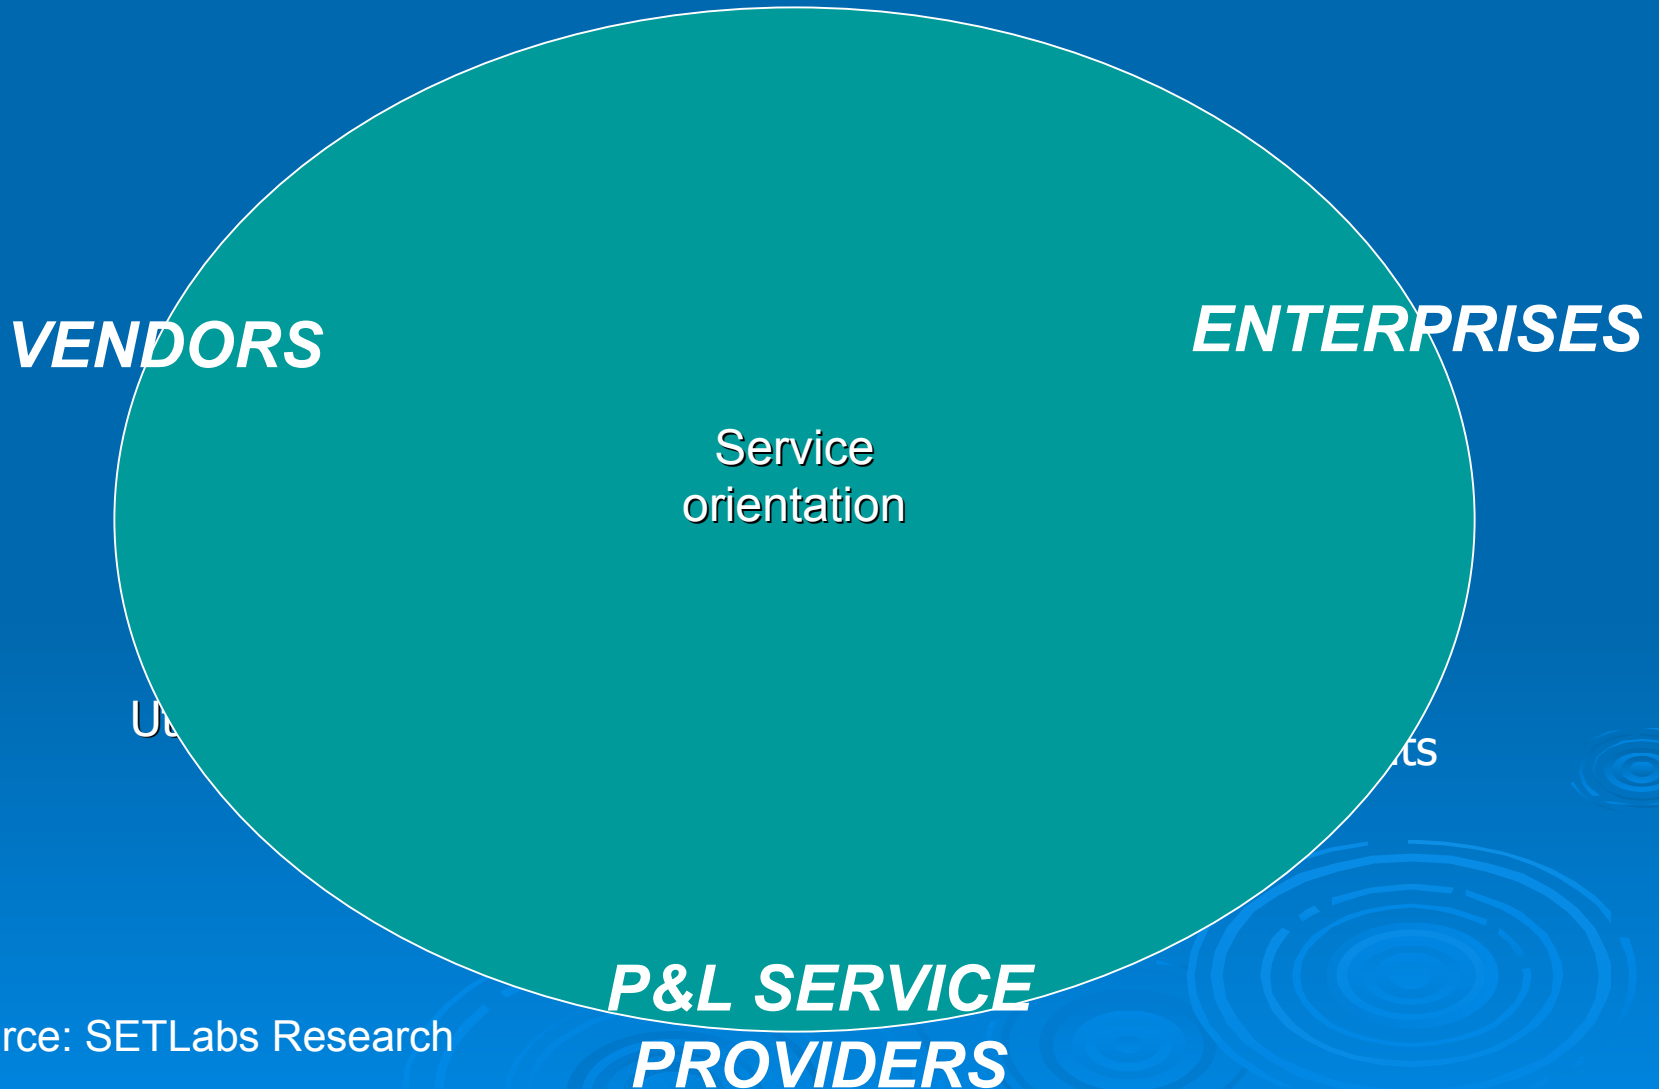 VENDORS
ENTERPRISES
Service
orientation
P&L SERVICE
PROVIDERS
rce: SETLabs Research